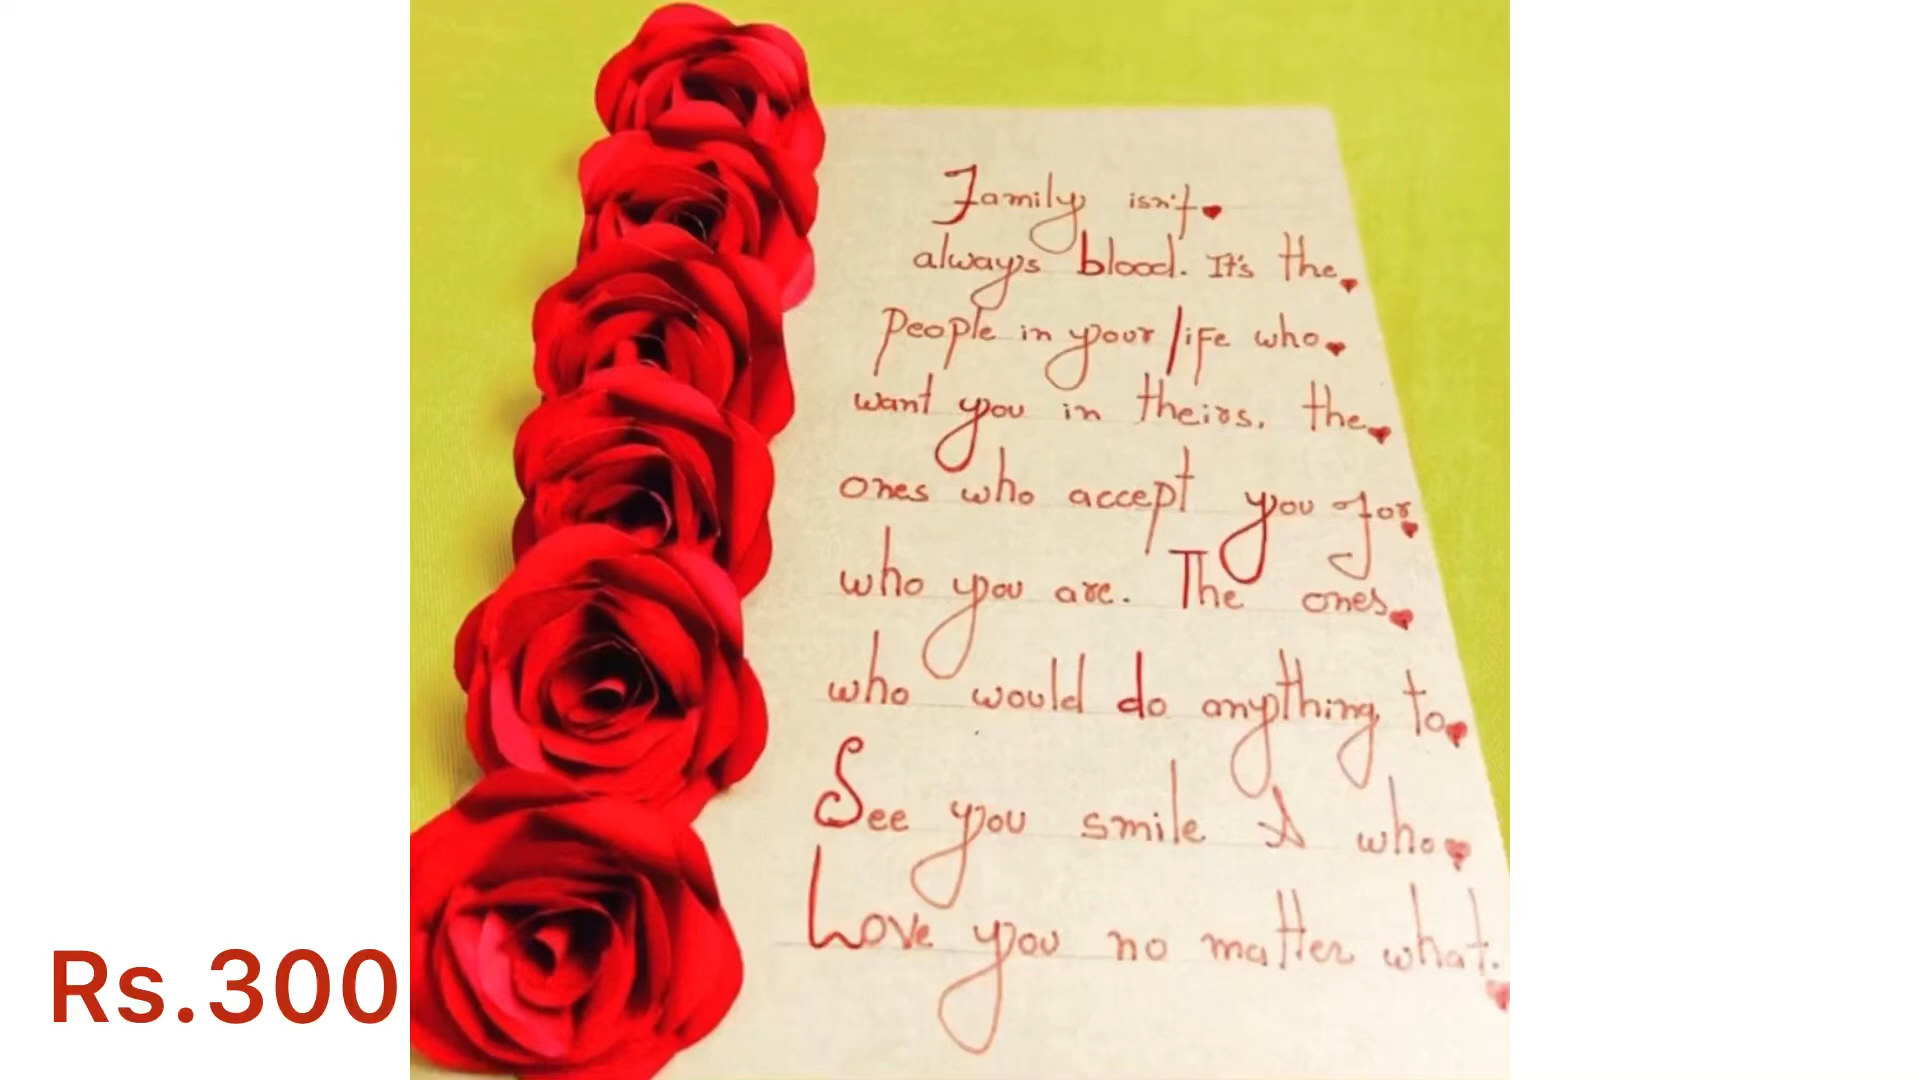 Family isn't
always blood. It's the
people in your life who
want you in theirs. the
ones who accept you for
who you are. The ones
who would do anything to
See you smile & who
Love you no matter what.
Rs.300